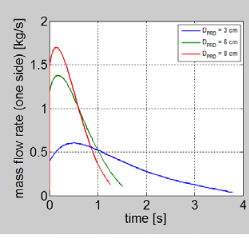 2
1.5
1
0.5
0
0
1
2
3
4
mass flow rate (one side) [kg/s]
time [s]
D_PRD = 3 cm
D_PRD = 6 cm
D_PRD = 8 cm